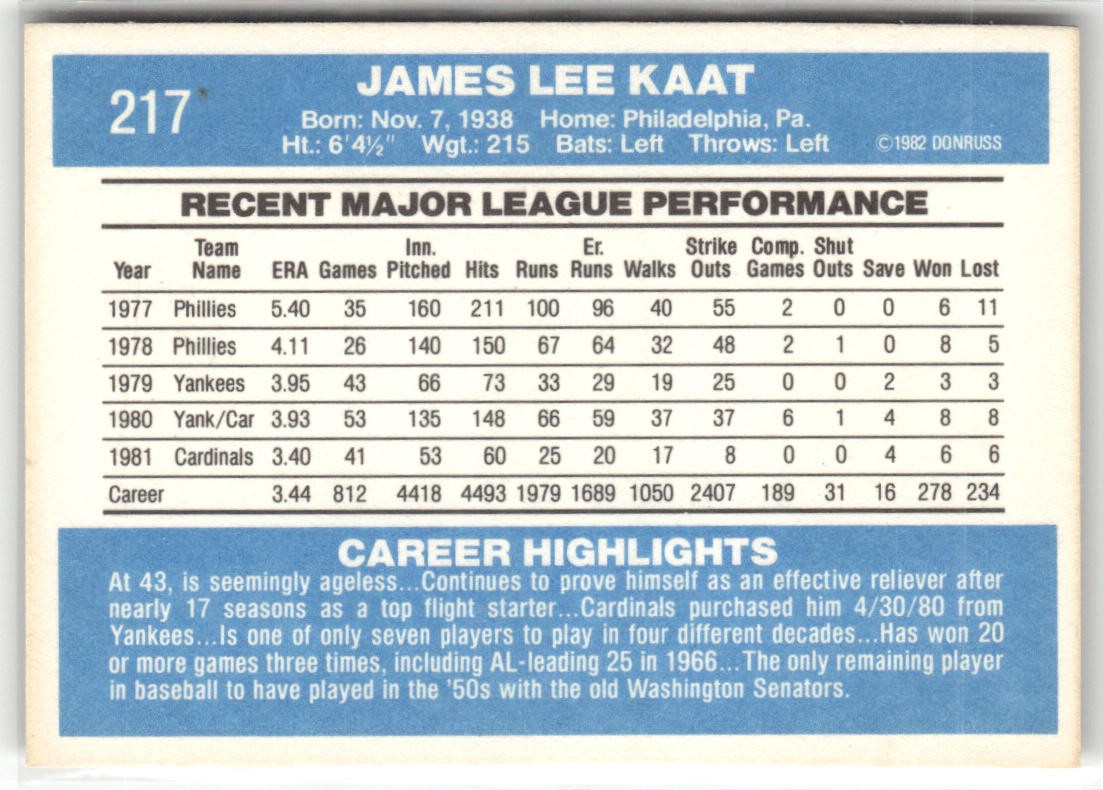 217
JAMES LEE KAAT
Born: Nov. 7, 1938 Home: Philadelphia, Pa.
Ht.: 6'4½" Wgt.: 215 Bats: Left Throws: Left ©1982 DONRUSS
RECENT MAJOR LEAGUE PERFORMANCE
Team Inn. Er. Strike Comp. Shut
Year Name ERA Games Pitched Hits Runs Runs Walks Outs Games Outs Save Won Lost
1977 Phillies 5.40 35 160 211 100 96 40 55 2 0 0 6 11
1978 Phillies 4.11 26 140 150 67 64 32 48 2 1 0 8 5
1979 Yankees 3.95 43 66 73 33 29 19 25 0 0 2 3 3
1980 Yank/Car 3.93 53 135 148 66 59 37 37 6 1 4 8 8
1981 Cardinals 3.40 41 53 60 25 20 17 8 0 0 4 6 6
Career 3.44 812 4418 4493 1979 1689 1050 2407 189 31 16 278 234
CAREER HIGHLIGHTS
At 43, is seemingly ageless...Continues to prove himself as an effective reliever after
nearly 17 seasons as a top flight starter...Cardinals purchased him 4/30/80 from
Yankees...Is one of only seven players to play in four different decades...Has won 20
or more games three times, including AL-leading 25 in 1966...The only remaining player
in baseball to have played in the '50s with the old Washington Senators.